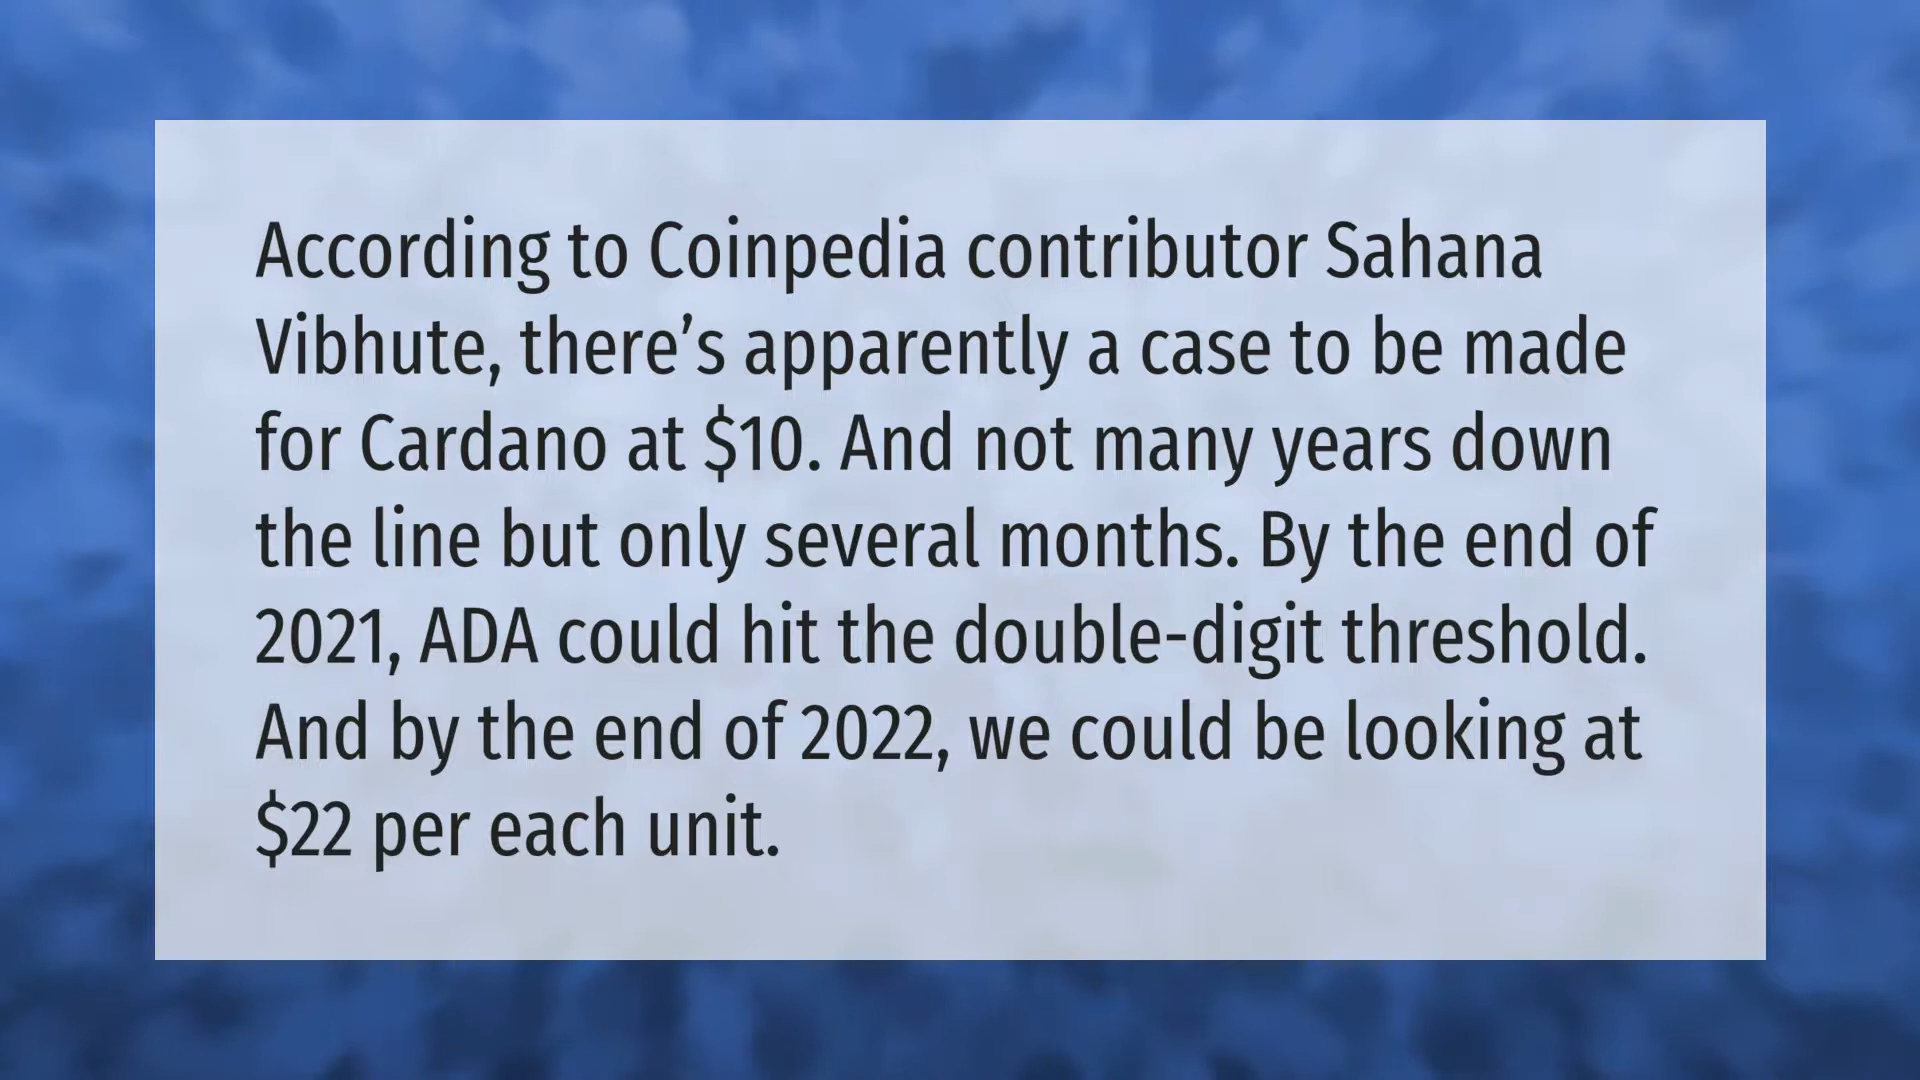 According to Coinpedia contributor Sahana
Vibhute, there’s apparently a case to be made
for Cardano at $10. And not many years down
the line but only several months. By the end of
2021, ADA could hit the double-digit threshold.
And by the end of 2022, we could be looking at
$22 per each unit.